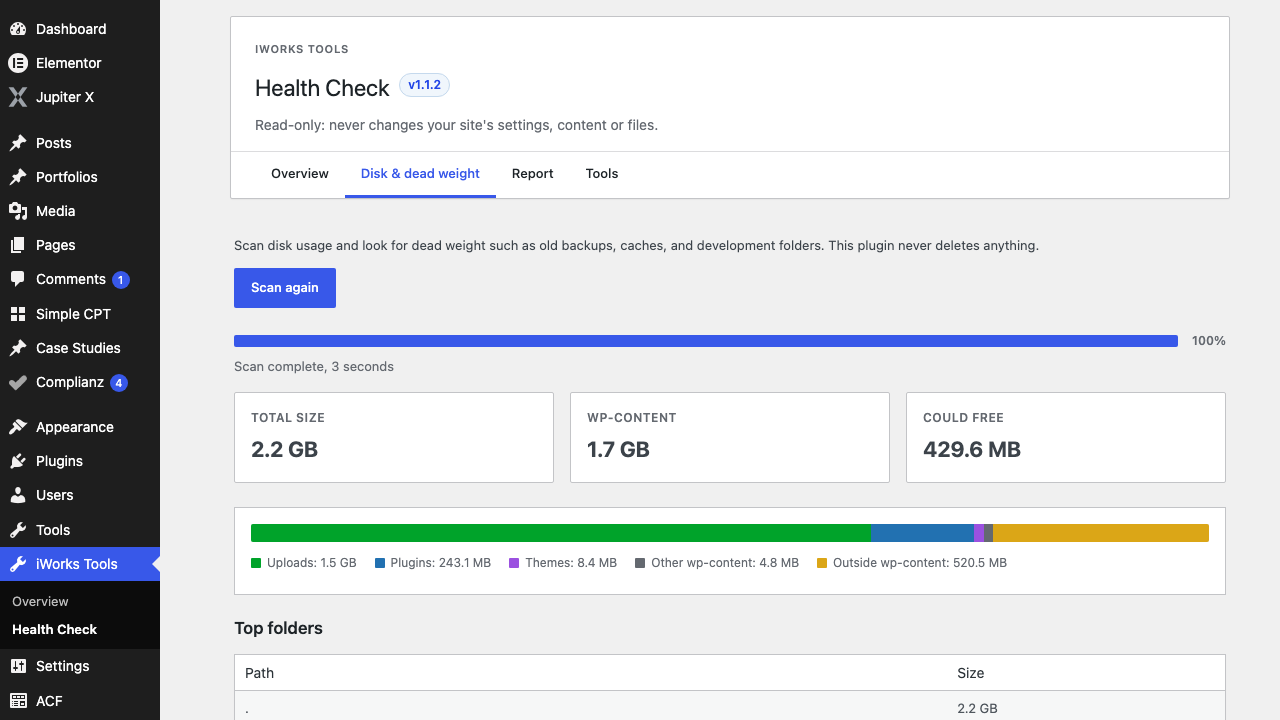 Dashboard
Elementor
Jupiter X
Posts
Portfolios
Media
Pages
Comments 1
Simple CPT
Case Studies
Complianz 4
Appearance
Plugins
Users
Tools
iWorks Tools
Overview
Health Check
Settings
ACF
IWORKS TOOLS
Health Check v1.1.2
Read-only: never changes your site's settings, content or files.
Overview Disk & dead weight Report Tools
Scan disk usage and look for dead weight such as old backups, caches, and development folders. This plugin never deletes anything.
Scan again
100%
Scan complete, 3 seconds
TOTAL SIZE
2.2 GB
WP-CONTENT
1.7 GB
COULD FREE
429.6 MB
Uploads: 1.5 GB Plugins: 243.1 MB Themes: 8.4 MB Other wp-content: 4.8 MB Outside wp-content: 520.5 MB
Top folders
Path Size
. 2.2 GB